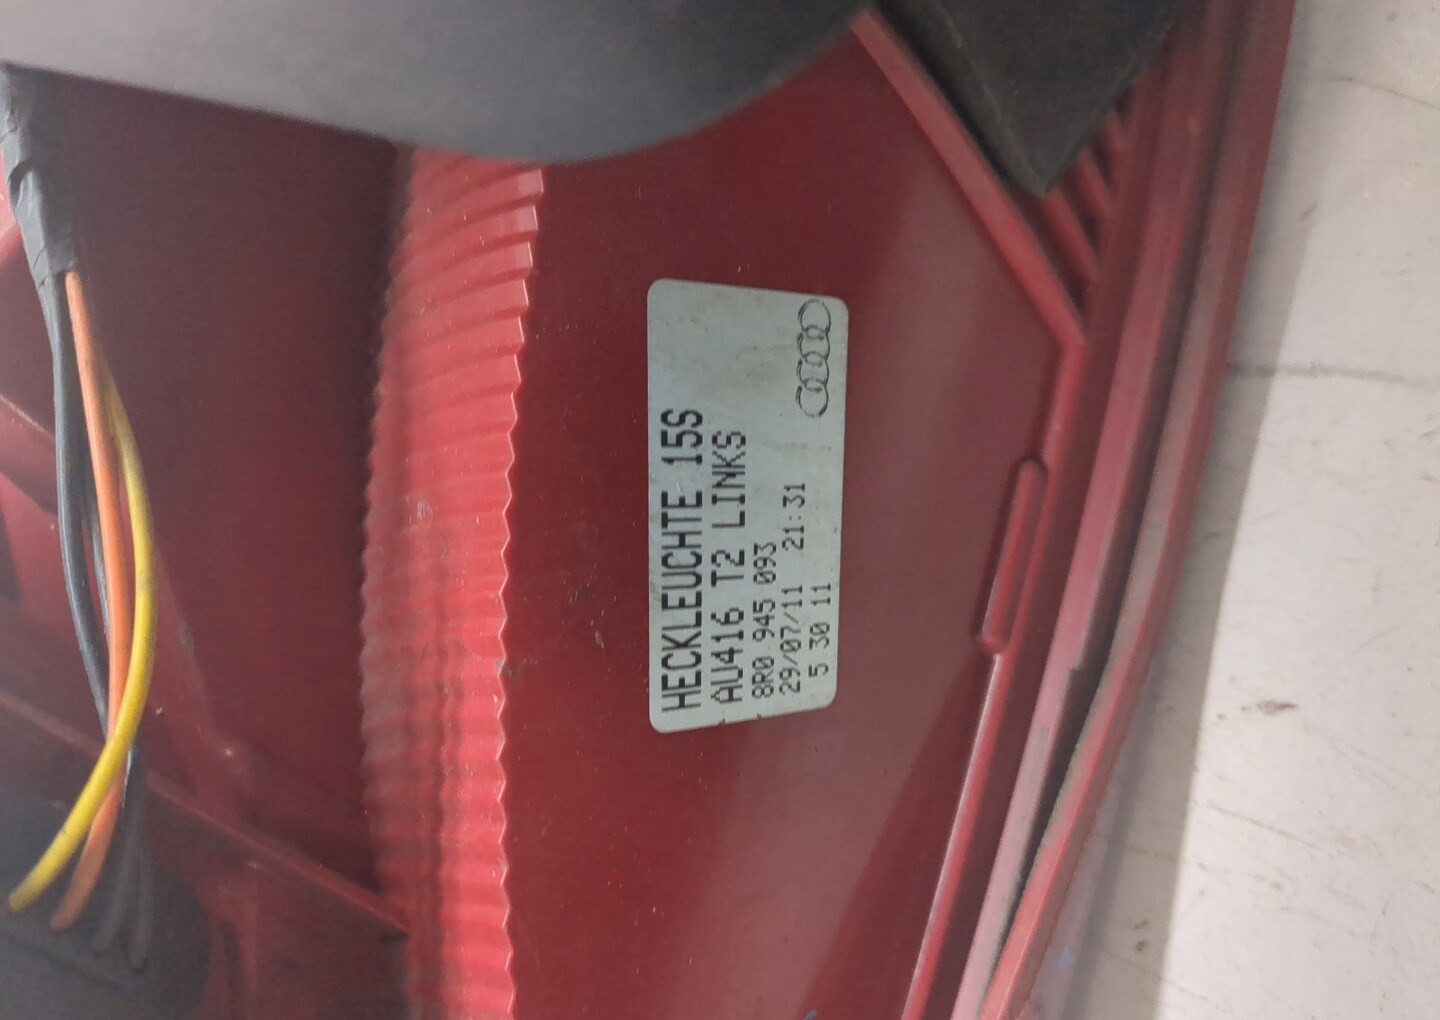 HECKLEUCHTE 15S
AU416 T2 LINKS
8R0 945 093
29/07/11 21:31
5 30 11